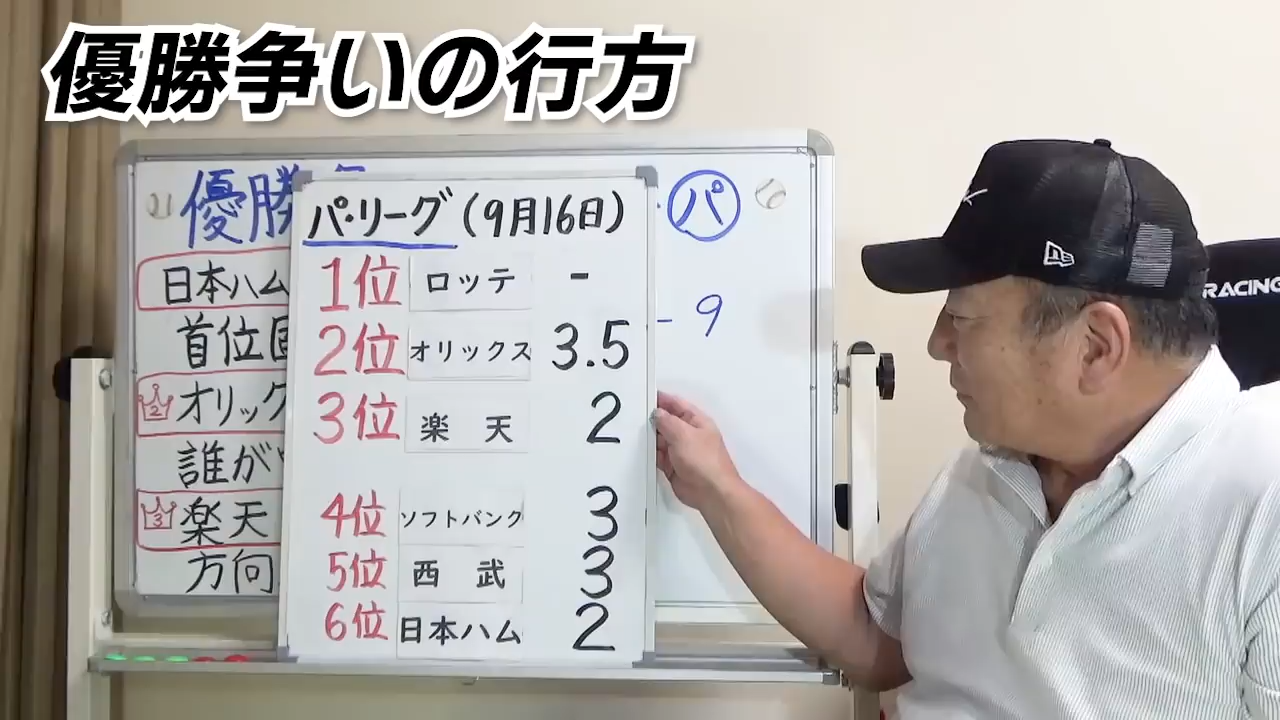 優勝争いの行方
優勝
パ
パ・リーグ(9月16日)
1位 ロッテ -
2位 オリックス 3.5
3位 楽 天 2
4位 ソフトバンク 3
5位 西 武 3
6位 日本ハム 2
日本ハム
首位
2 オリック
誰が
3 楽天
方向
- 9
RACING